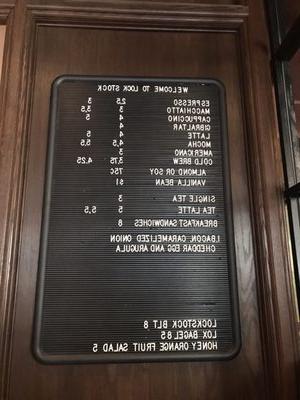 WELCOME TO LOCK STOCK
ESPRESSO 2.5 3
MACCHIATTO 3 3.5
CAPPUCCINO 4 5
GIBRALTAR 4
LATTE 4 5
MOCHA 4.5 5.5
AMERICANO 3
COLD BREW 3.75 4.25
ALMOND OR SOY 75C
VANILLA BEAN $1
SINGLE TEA 3
TEA LATTE 5 5.5
BREAKFAST SANDWICHES 8
LBACON, CARAMELIZED ONION
CHEDDAR EGG AND ARUGULA
LOCKSTOCK BLT 8
LOX BAGEL 8.5
HONEY ORANGE FRUIT SALAD 5